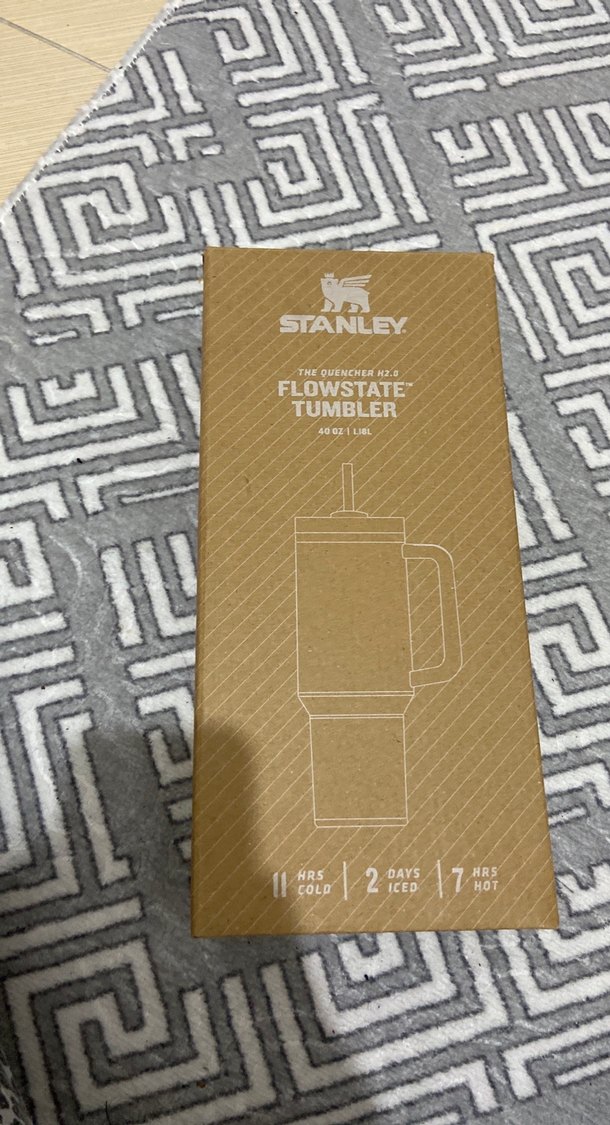 STANLEY
THE QUENCHER H2.0
FLOWSTATE™
TUMBLER
40 OZ | 1.18L
11 HRS COLD | 2 DAYS ICED | 7 HRS HOT